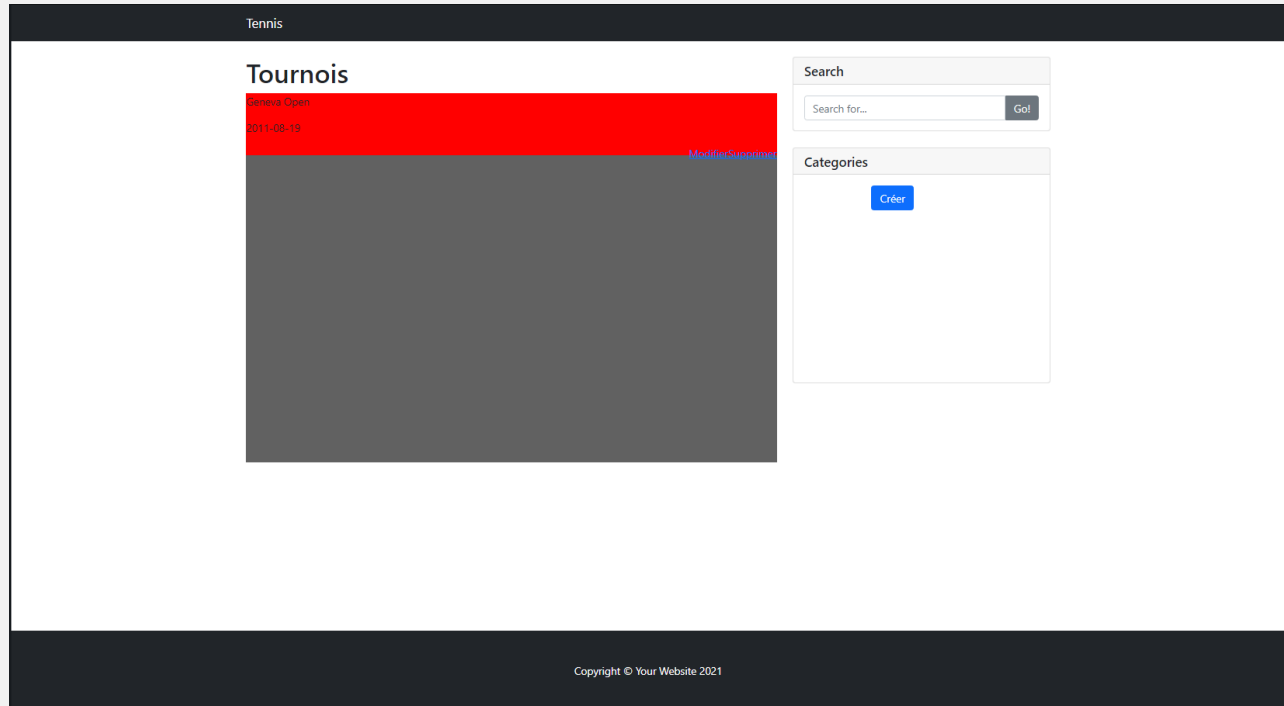 Tennis
Tournois
Geneva Open
2011-08-19
ModifierSupprimer
Search
Search for...
Go!
Categories
Créer
Copyright © Your Website 2021